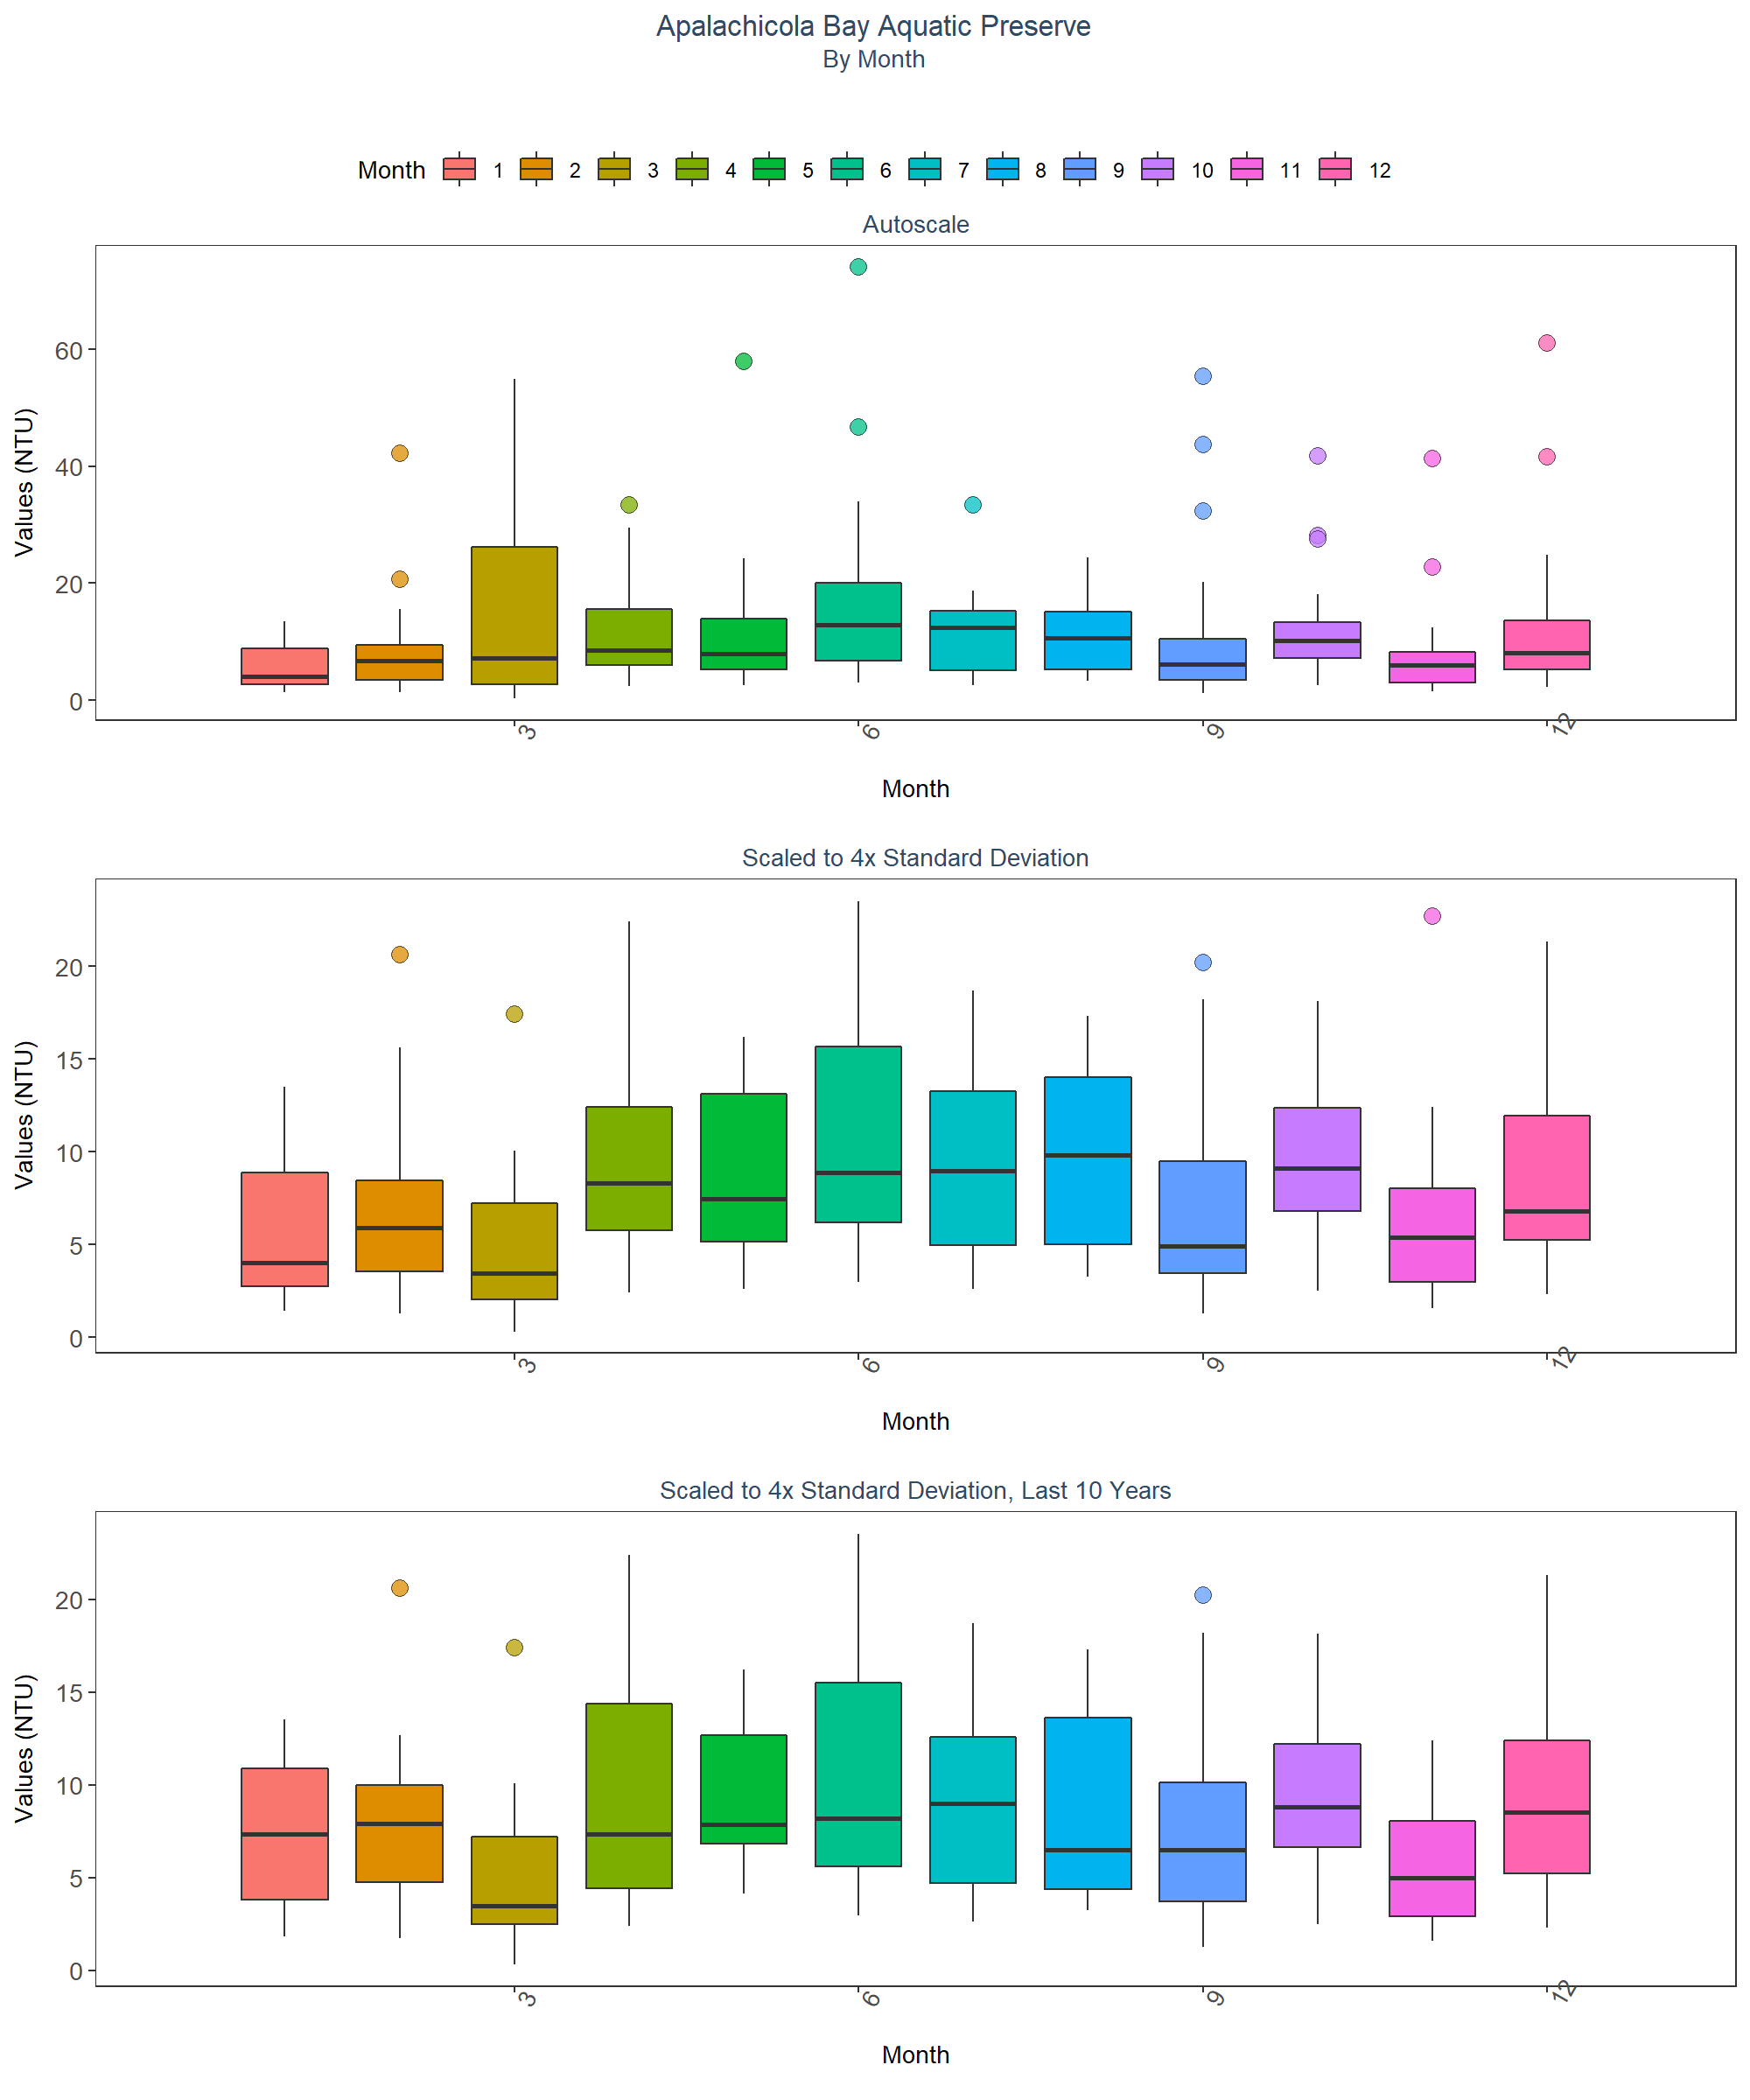 Apalachicola Bay Aquatic Preserve
By Month
Month 1 2 3 4 5 6 7 8 9 10 11 12
Autoscale
Values (NTU)
60
40
20
0
3 6 9 12
Month
Scaled to 4x Standard Deviation
Values (NTU)
20
15
10
5
0
3 6 9 12
Month
Scaled to 4x Standard Deviation, Last 10 Years
Values (NTU)
20
15
10
5
0
3 6 9 12
Month